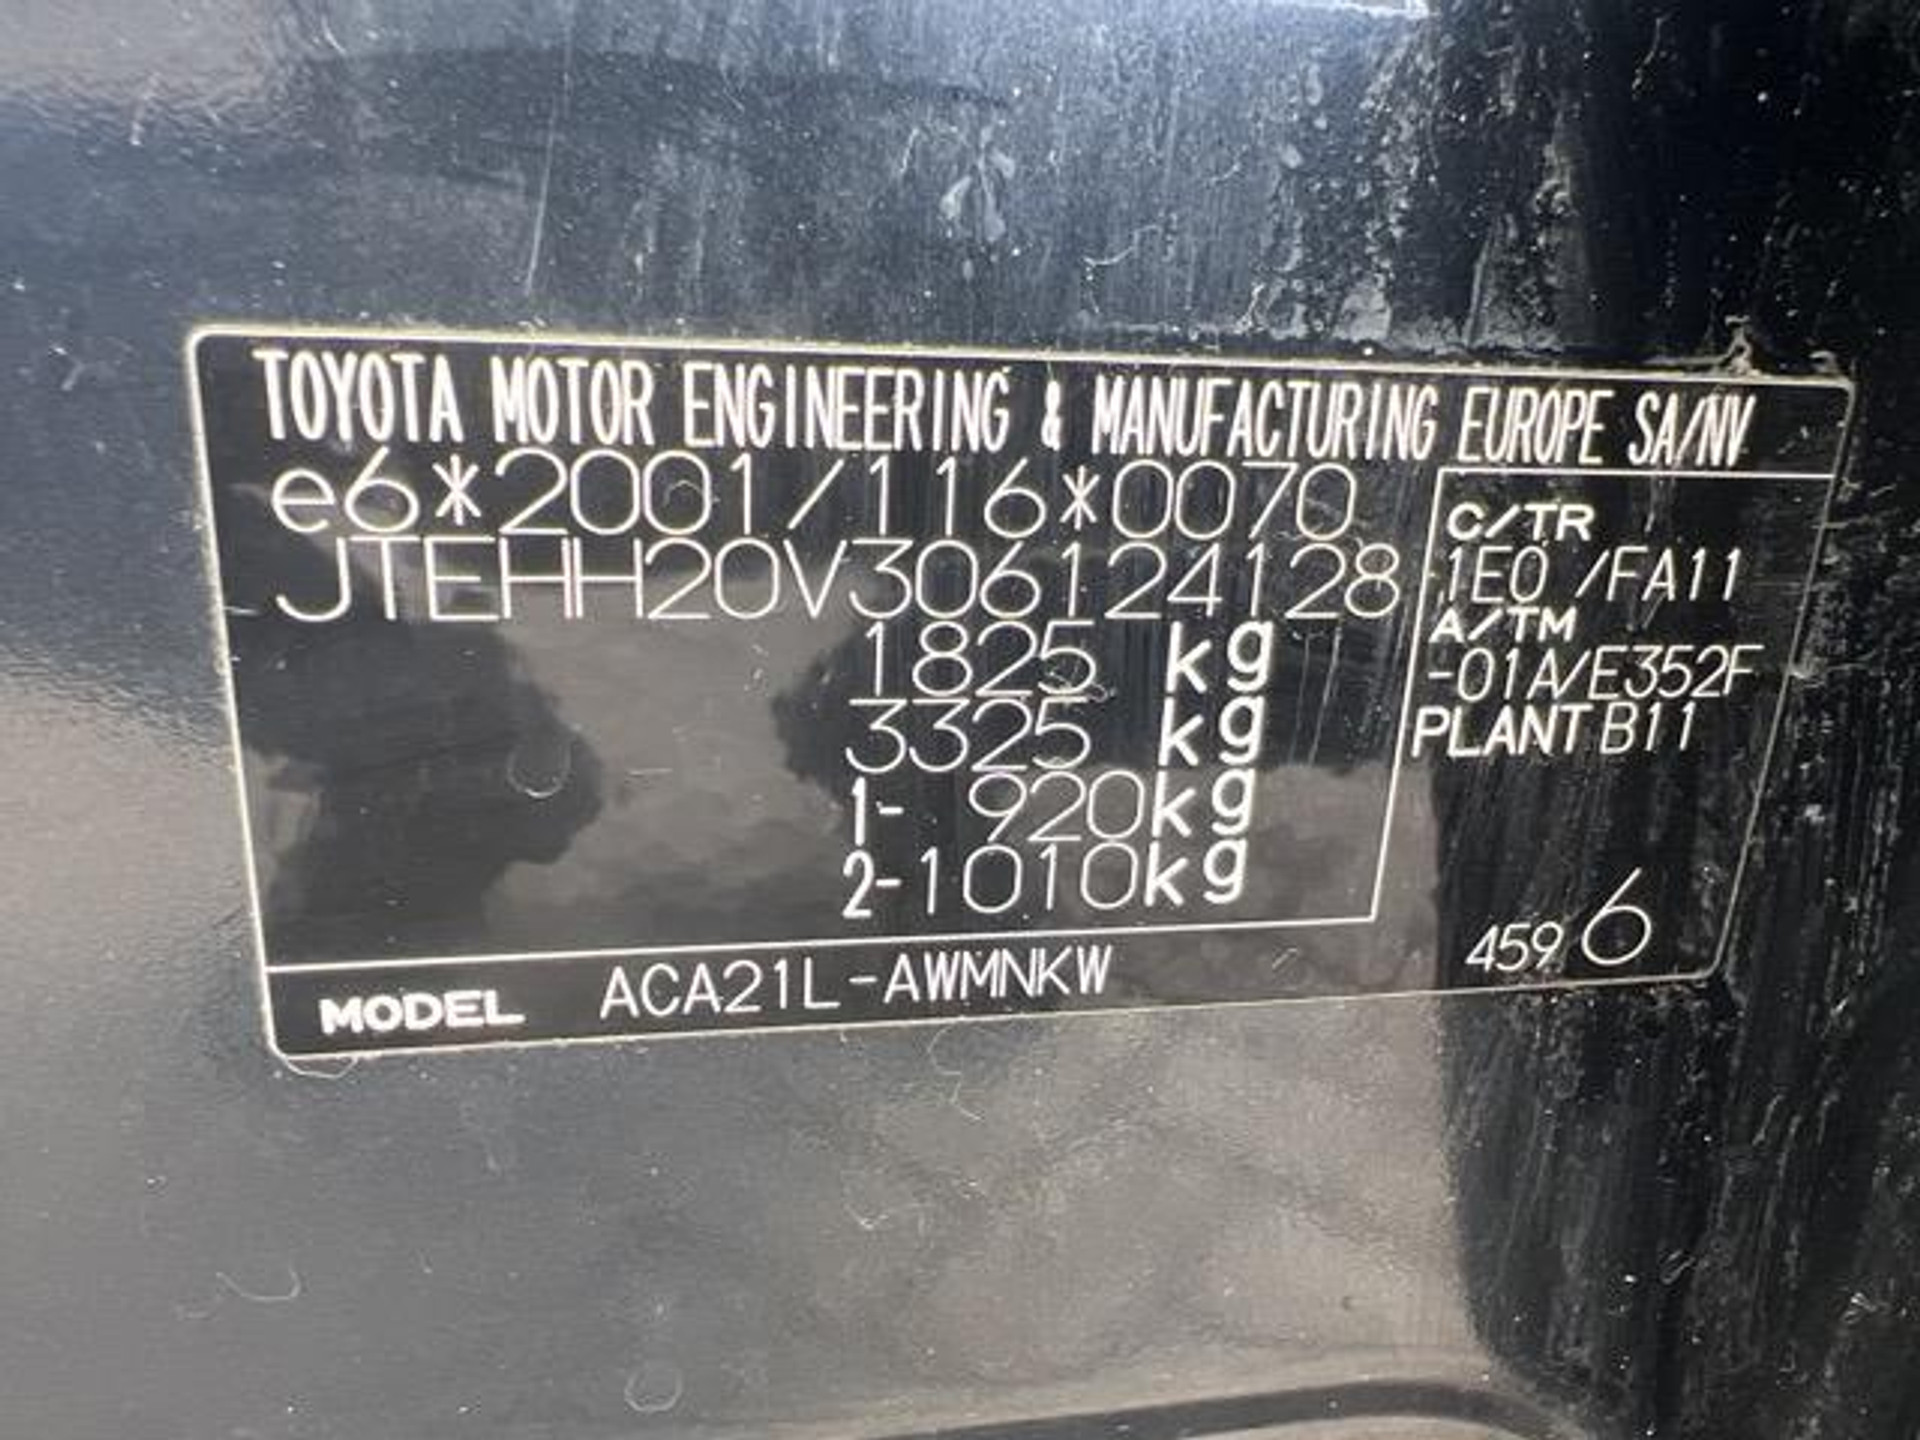 TOYOTA MOTOR ENGINEERING & MANUFACTURING EUROPE SA/NV
e6*2001/116*0070
JTEHH20V306124128
1825 kg
3325 kg
1- 920kg
2-1010kg
C/TR
1E0 /FA11
A/TM
-01A/E352F
PLANT B11
459 6
MODEL ACA21L-AWMNKW